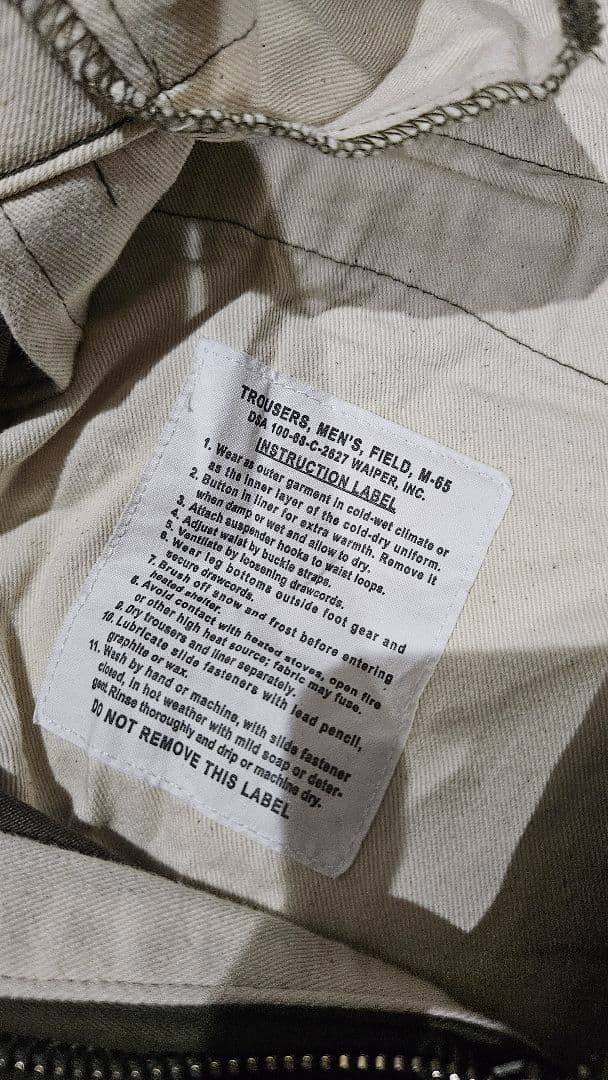 TROUSERS, MEN'S, FIELD, M-65
DSA 100-68-C-2627 WAIPER, INC.
INSTRUCTION LABEL
1. Wear as outer garment in cold-wet climate or
as the inner layer of the cold-dry uniform.
2. Button in liner for extra warmth. Remove it
when damp or wet and allow to dry.
3. Attach suspender hooks to waist loops.
4. Adjust waist by buckle straps.
5. Ventilate by loosening drawcords.
6. Wear leg bottoms outside foot gear and
secure drawcords.
7. Brush off snow and frost before entering
heated shelter.
8. Avoid contact with heated stoves, open fire
or other high heat source; fabric may fuse.
9. Dry trousers and liner separately.
10. Lubricate slide fasteners with lead pencil,
graphite or wax.
11. Wash by hand or machine, with slide fastener
closed, in hot weather with mild soap or deter-
gent. Rinse thoroughly and drip or machine dry.
DO NOT REMOVE THIS LABEL